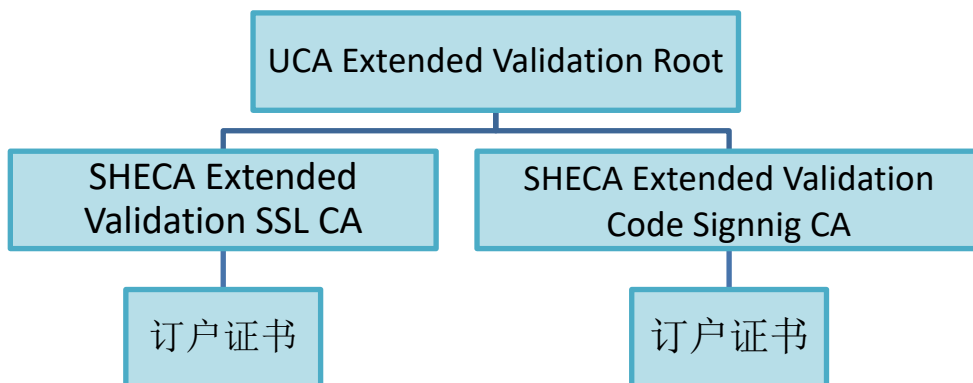 UCA Extended Validation Root
SHECA Extended
Validation SSL CA
SHECA Extended Validation
Code Signnig CA
订户证书
订户证书